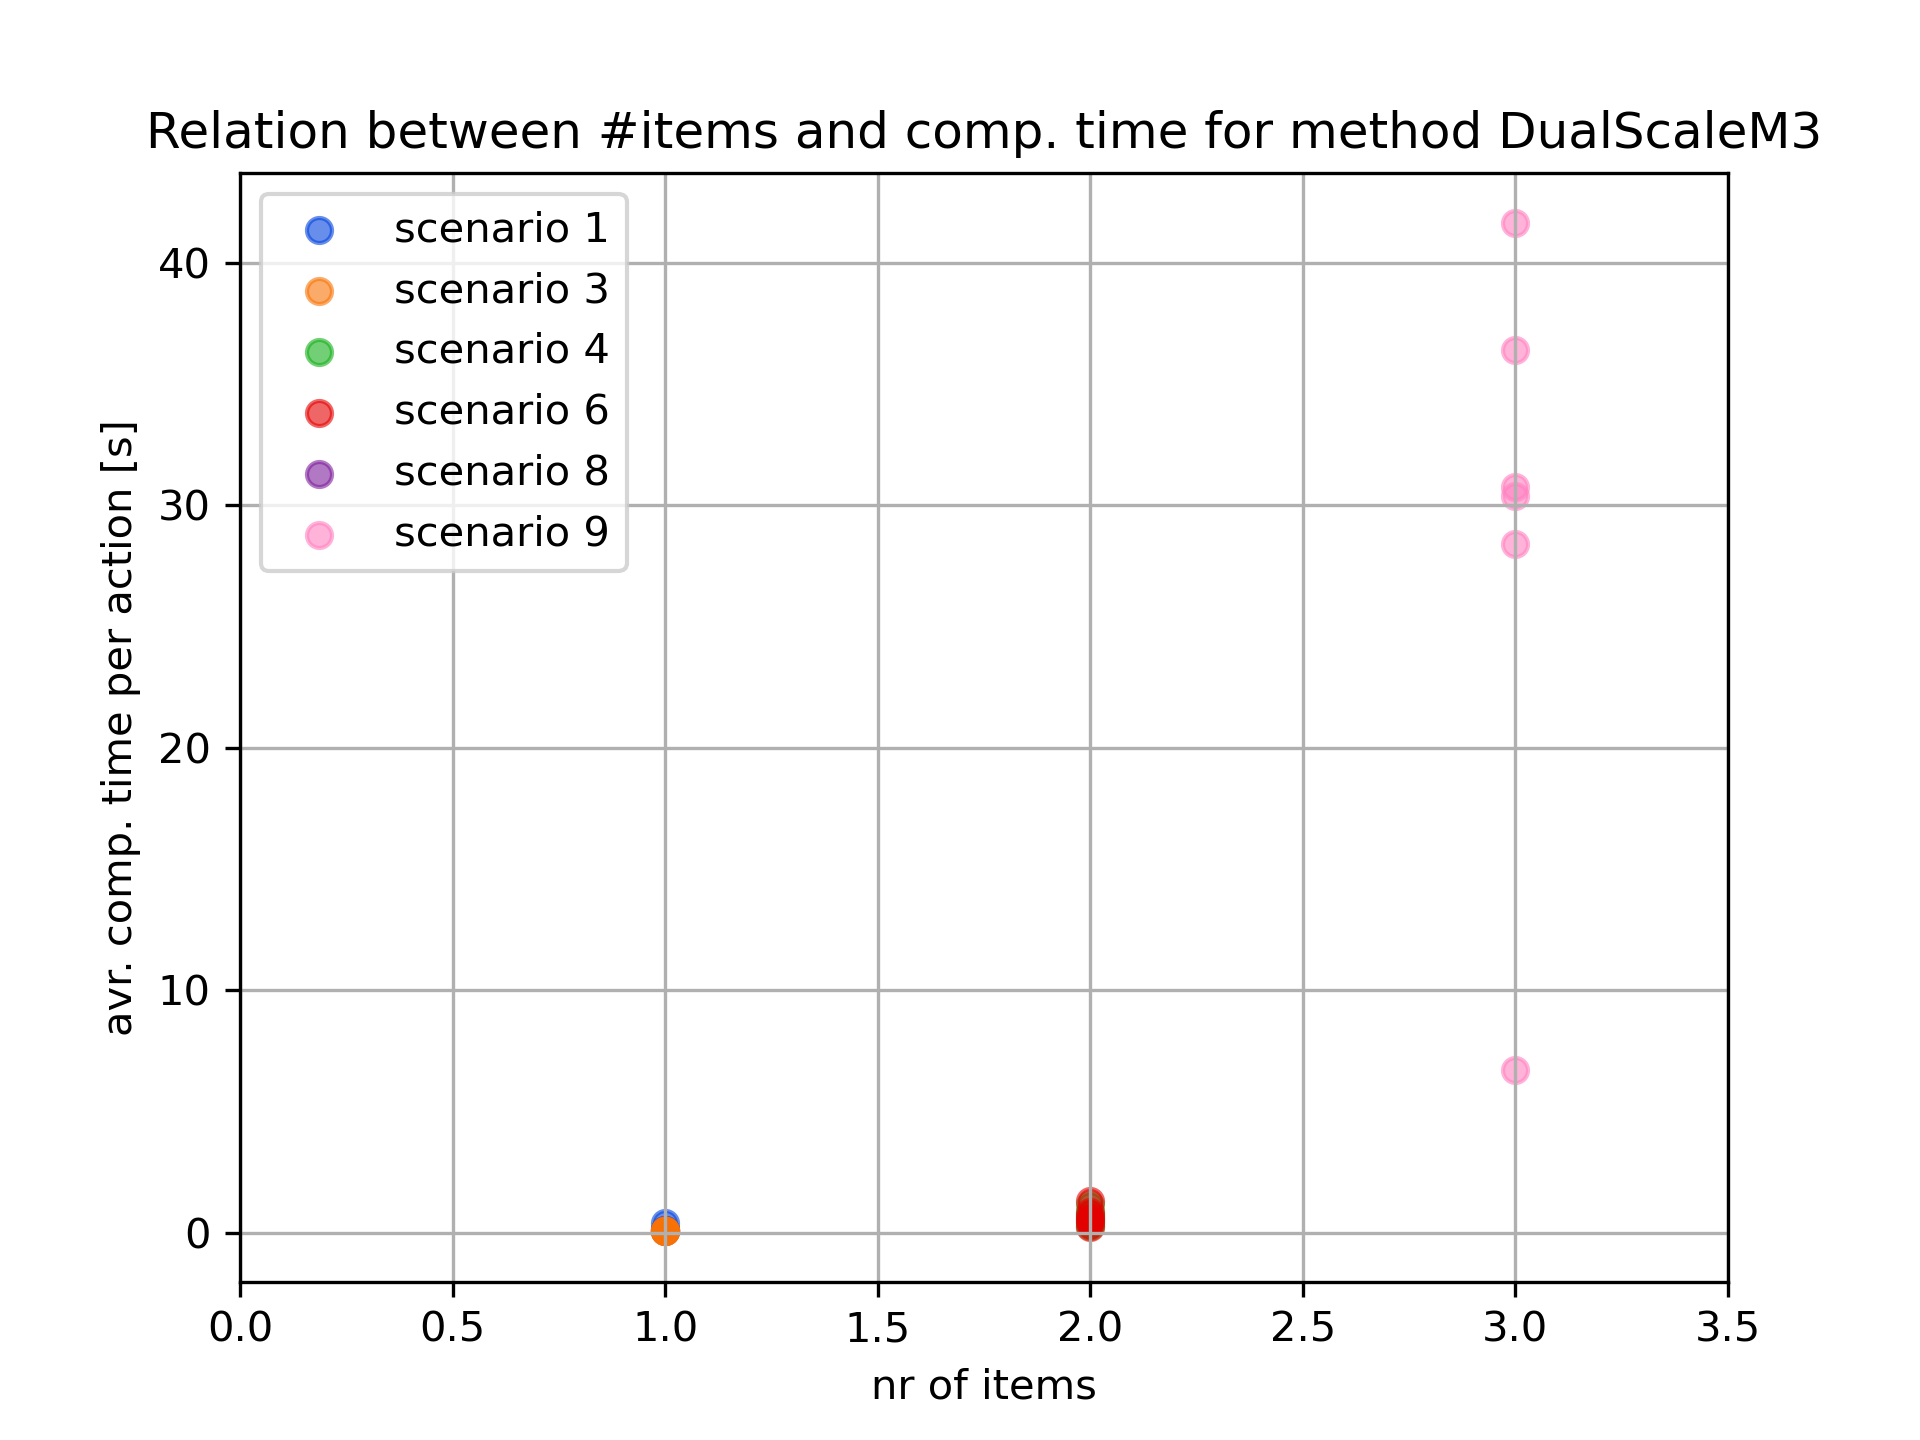 Relation between #items and comp. time for method DualScaleM3
scenario 1
scenario 3
scenario 4
scenario 6
scenario 8
scenario 9
avr. comp. time per action [s]
40
30
20
10
0
0.0 0.5 1.0 1.5 2.0 2.5 3.0 3.5
nr of items